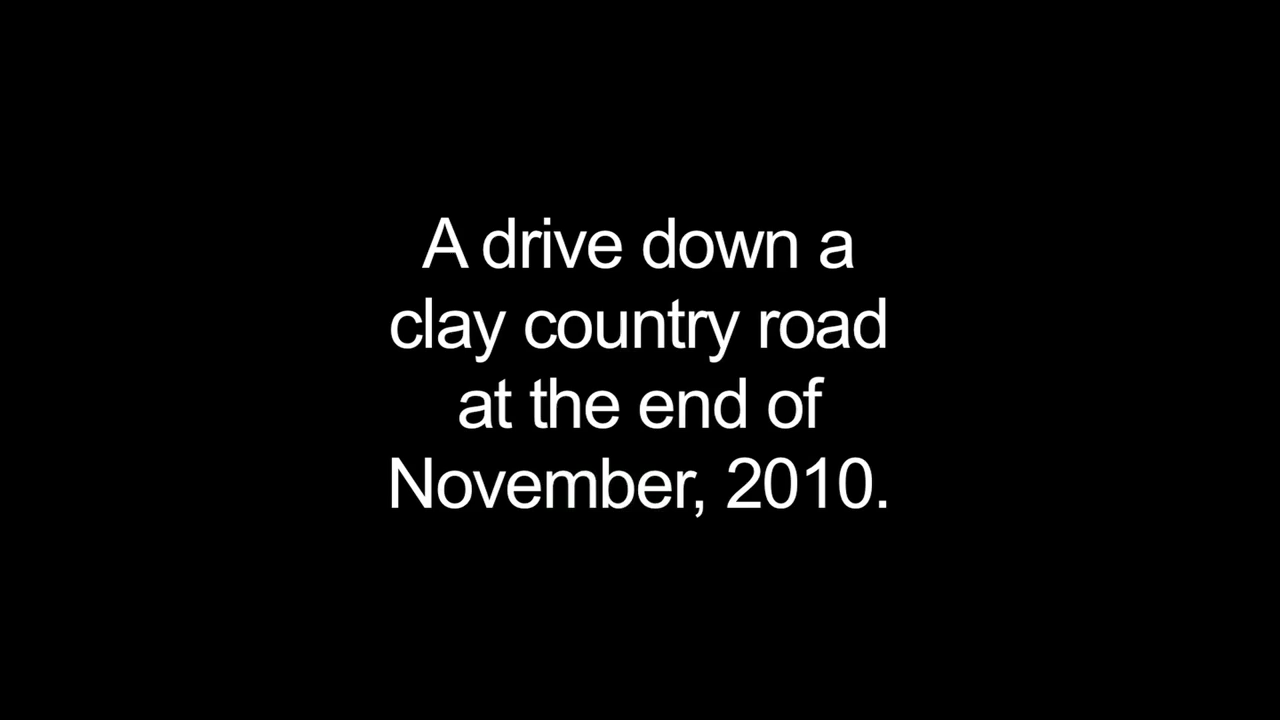 A drive down a
clay country road
at the end of
November, 2010.